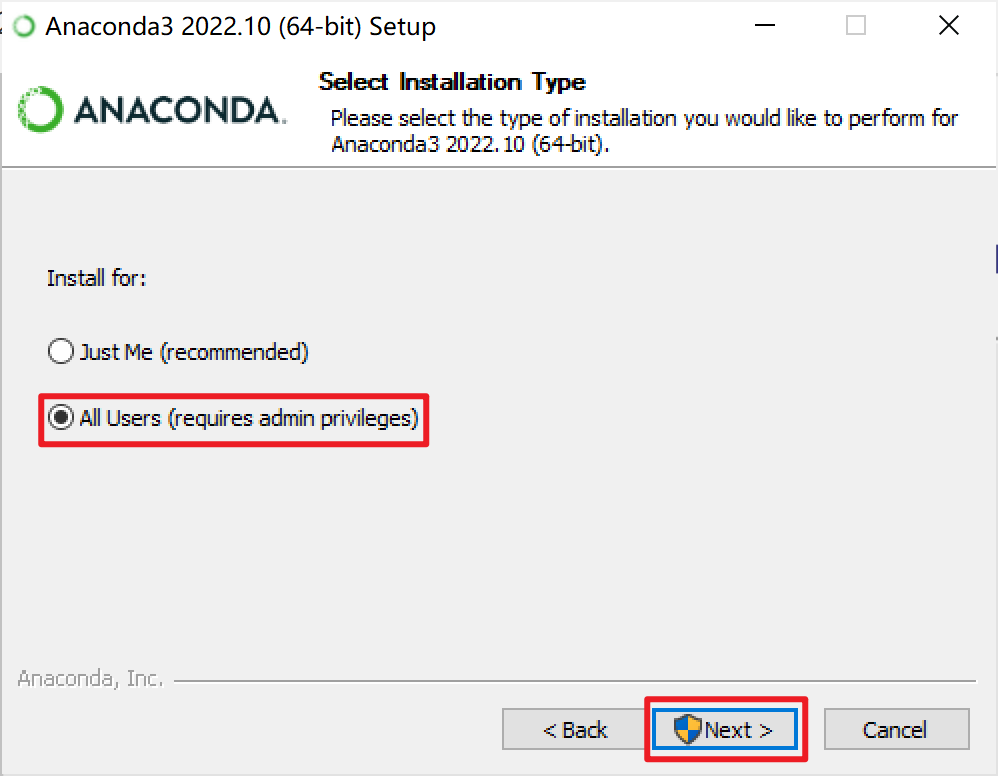 Anaconda3 2022.10 (64-bit) Setup
ANACONDA.
Select Installation Type
Please select the type of installation you would like to perform for
Anaconda3 2022.10 (64-bit).
Install for:
Just Me (recommended)
All Users (requires admin privileges)
Anaconda, Inc.
< Back
Next >
Cancel